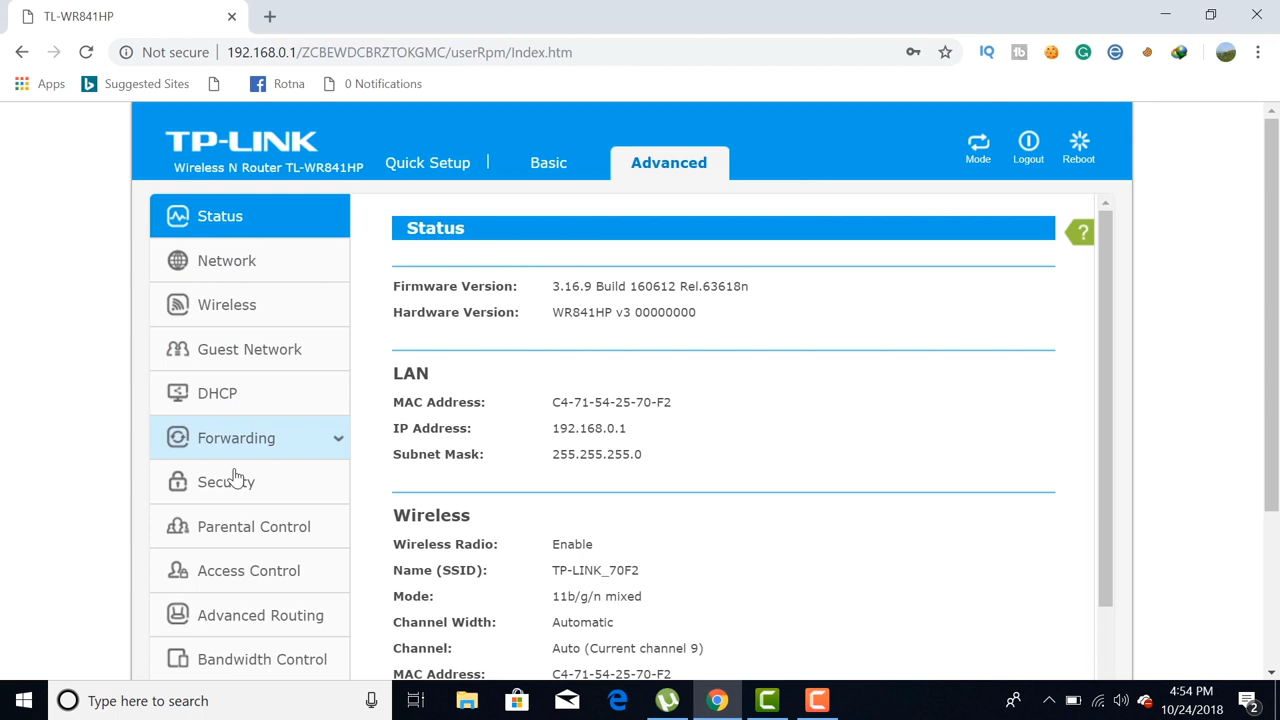 TL-WR841HP
Not secure 192.168.0.1/ZCBEWDCBRZTOKGMC/userRpm/Index.htm
Apps Suggested Sites Rotna 0 Notifications
TP-LINK
Wireless N Router TL-WR841HP
Quick Setup | Basic Advanced
Mode Logout Reboot
Status
Network
Wireless
Guest Network
DHCP
Forwarding
Security
Parental Control
Access Control
Advanced Routing
Bandwidth Control
Status
?
Firmware Version: 3.16.9 Build 160612 Rel.63618n
Hardware Version: WR841HP v3 00000000
LAN
MAC Address: C4-71-54-25-70-F2
IP Address: 192.168.0.1
Subnet Mask: 255.255.255.0
Wireless
Wireless Radio: Enable
Name (SSID): TP-LINK_70F2
Mode: 11b/g/n mixed
Channel Width: Automatic
Channel: Auto (Current channel 9)
MAC Address: C4-71-54-25-70-F2
Type here to search
4:54 PM
10/24/2018
2